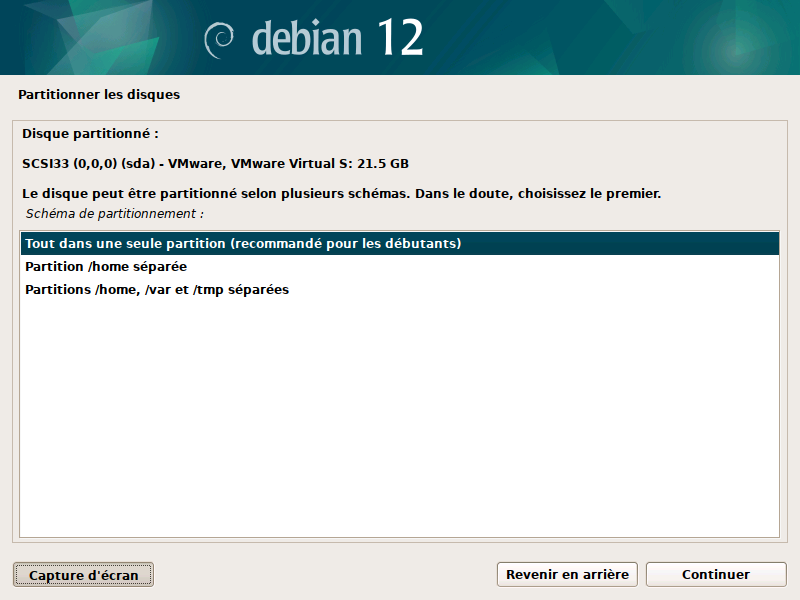 debian 12
Partitionner les disques
Disque partitionné :
SCSI33 (0,0,0) (sda) - VMware, VMware Virtual S: 21.5 GB
Le disque peut être partitionné selon plusieurs schémas. Dans le doute, choisissez le premier.
Schéma de partitionnement :
Tout dans une seule partition (recommandé pour les débutants)
Partition /home séparée
Partitions /home, /var et /tmp séparées
Capture d'écran
Revenir en arrière
Continuer